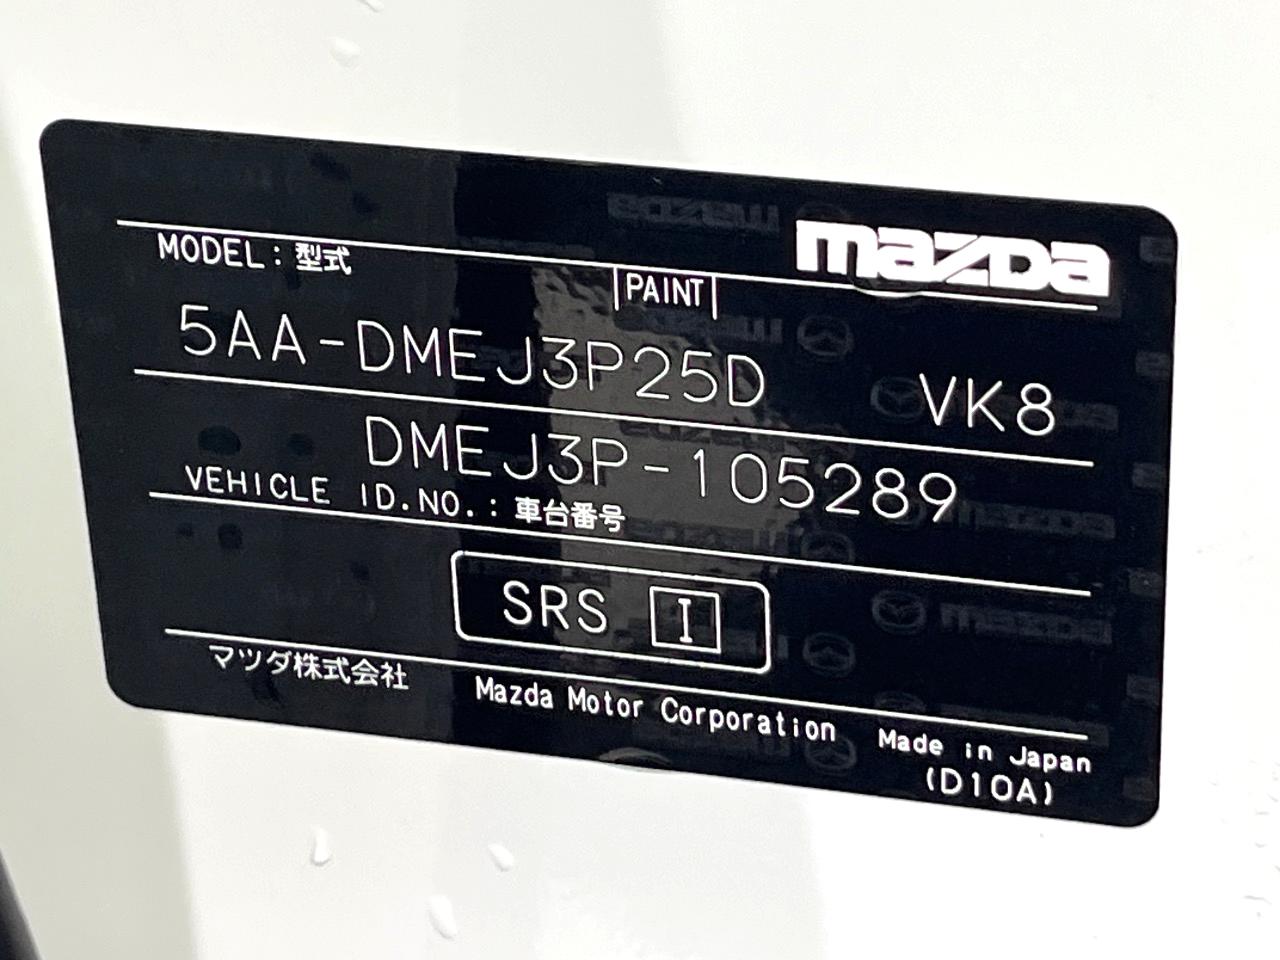 mazda
MODEL : 型式
PAINT
5AA-DMEJ3P25D VK8
DMEJ3P-105289
VEHICLE ID.NO. : 車台番号
SRS I
マツダ株式会社 Mazda Motor Corporation Made in Japan
(D10A)